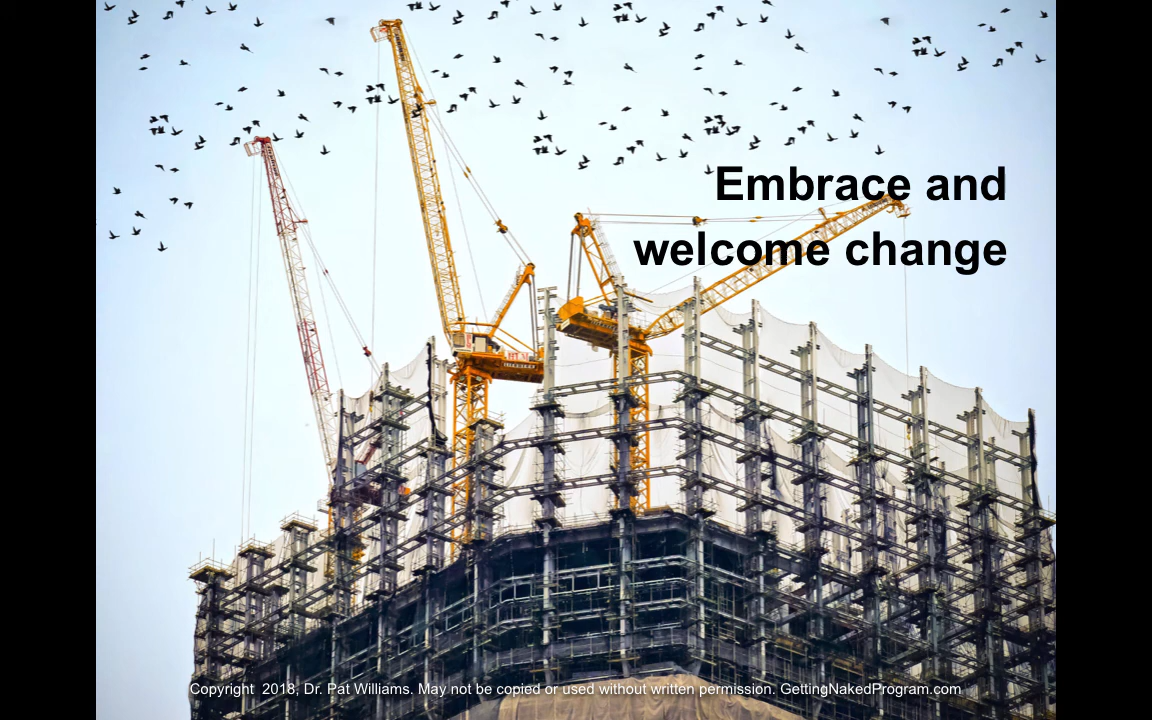 Embrace and
welcome change
Copyright  2018, Dr. Pat Williams. May not be copied or used without written permission. GettingNakedProgram.com